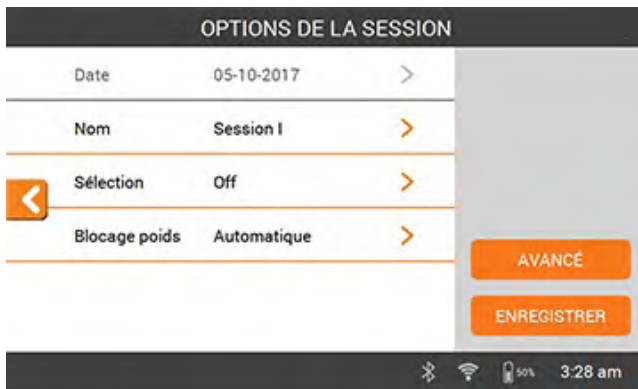 OPTIONS DE LA SESSION
Date 05-10-2017
Nom Session I
Sélection Off
Blocage poids Automatique
AVANCÉ
ENREGISTRER
50% 3:28 am